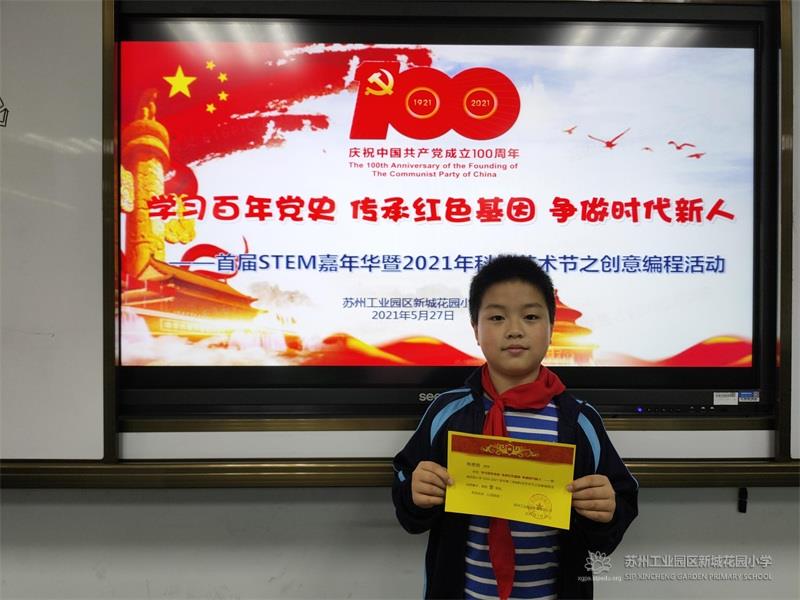 1921 2021
庆祝中国共产党成立100周年
The 100th Anniversary of the Founding of
The Communist Party of China
学习百年党史 传承红色基因 争做时代新人
——首届STEM嘉年华暨2021年科 术节之创意编程活动
苏州工业园区新城花园小
2021年5月27日
see
苏州工业园区新城花园小学
xgps.sipedu.org SIP XINCHENG GARDEN PRIMARY SCHOOL